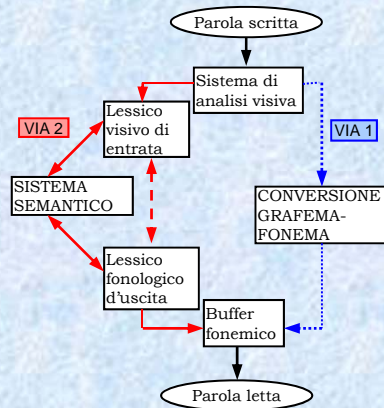 Parola scritta
Sistema di
analisi visiva
Lessico
visivo di
entrata
VIA 2
VIA 1
SISTEMA
SEMANTICO
CONVERSIONE
GRAFEMA-
FONEMA
Lessico
fonologico
d'uscita
Buffer
fonemico
Parola letta